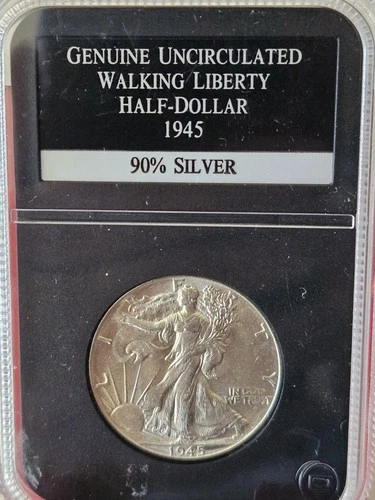 GENUINE UNCIRCULATED
WALKING LIBERTY
HALF-DOLLAR
1945
90% SILVER
LIBERTY
IN GOD
WE TRUST
1945